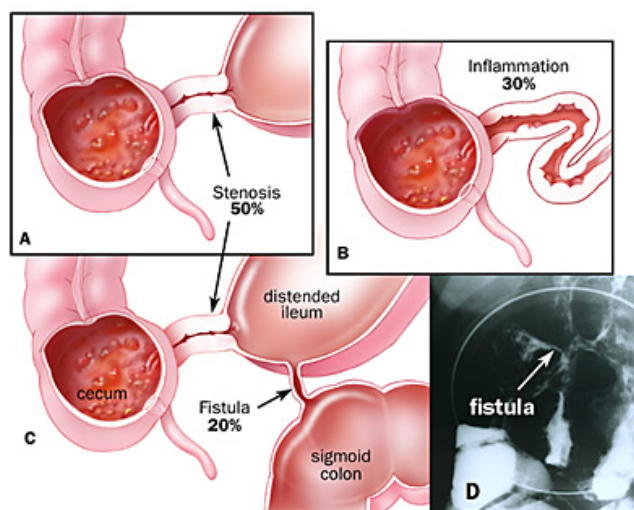 Inflammation
30%
Stenosis
50%
A
B
distended
ileum
cecum
Fistula
20%
C
sigmoid
colon
fistula
D